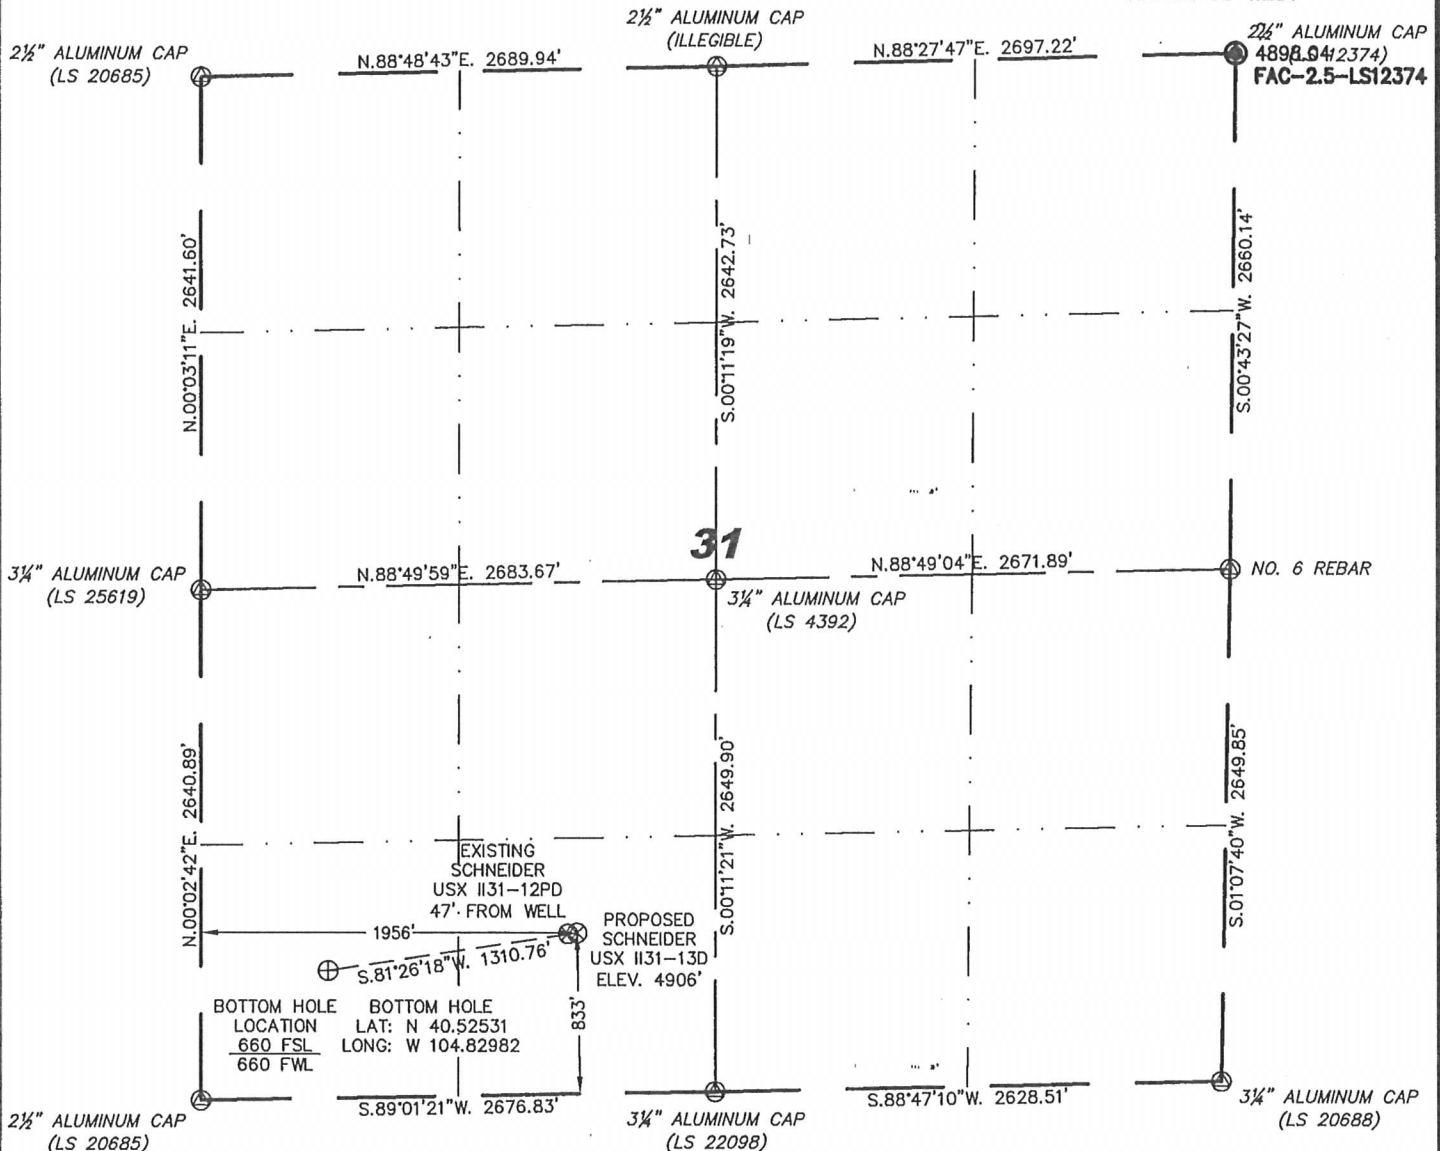 2½" ALUMINUM CAP
(ILLEGIBLE)
2½" ALUMINUM CAP
(LS 20685)
N.88°48'43"E. 2689.94'
N.88°27'47"E. 2697.22'
2½" ALUMINUM CAP
4898.04
12374)
FAC-2.5-LS12374
N.00°03'11"E. 2641.60'
S.00°11'19"W. 2642.73'
S.00°43'27"W. 2660.14'
31
3¼" ALUMINUM CAP
(LS 25619)
N.88°49'59"E. 2683.67'
N.88°49'04"E. 2671.89'
NO. 6 REBAR
3¼" ALUMINUM CAP
(LS 4392)
N.00°02'42"E. 2640.89'
S.00°11'21"W. 2649.90'
S.01°07'40"W. 2649.85'
EXISTING
SCHNEIDER
USX II31-12PD
47' FROM WELL
1956'
PROPOSED
SCHNEIDER
USX II31-13D
ELEV. 4906'
S.81°26'18"W. 1310.76'
833'
BOTTOM HOLE
LOCATION
660 FSL
660 FWL
BOTTOM HOLE
LAT: N 40.52531
LONG: W 104.82982
2½" ALUMINUM CAP
(LS 20685)
S.89°01'21"W. 2676.83'
3¼" ALUMINUM CAP
(LS 22098)
S.88°47'10"W. 2628.51'
3¼" ALUMINUM CAP
(LS 20688)